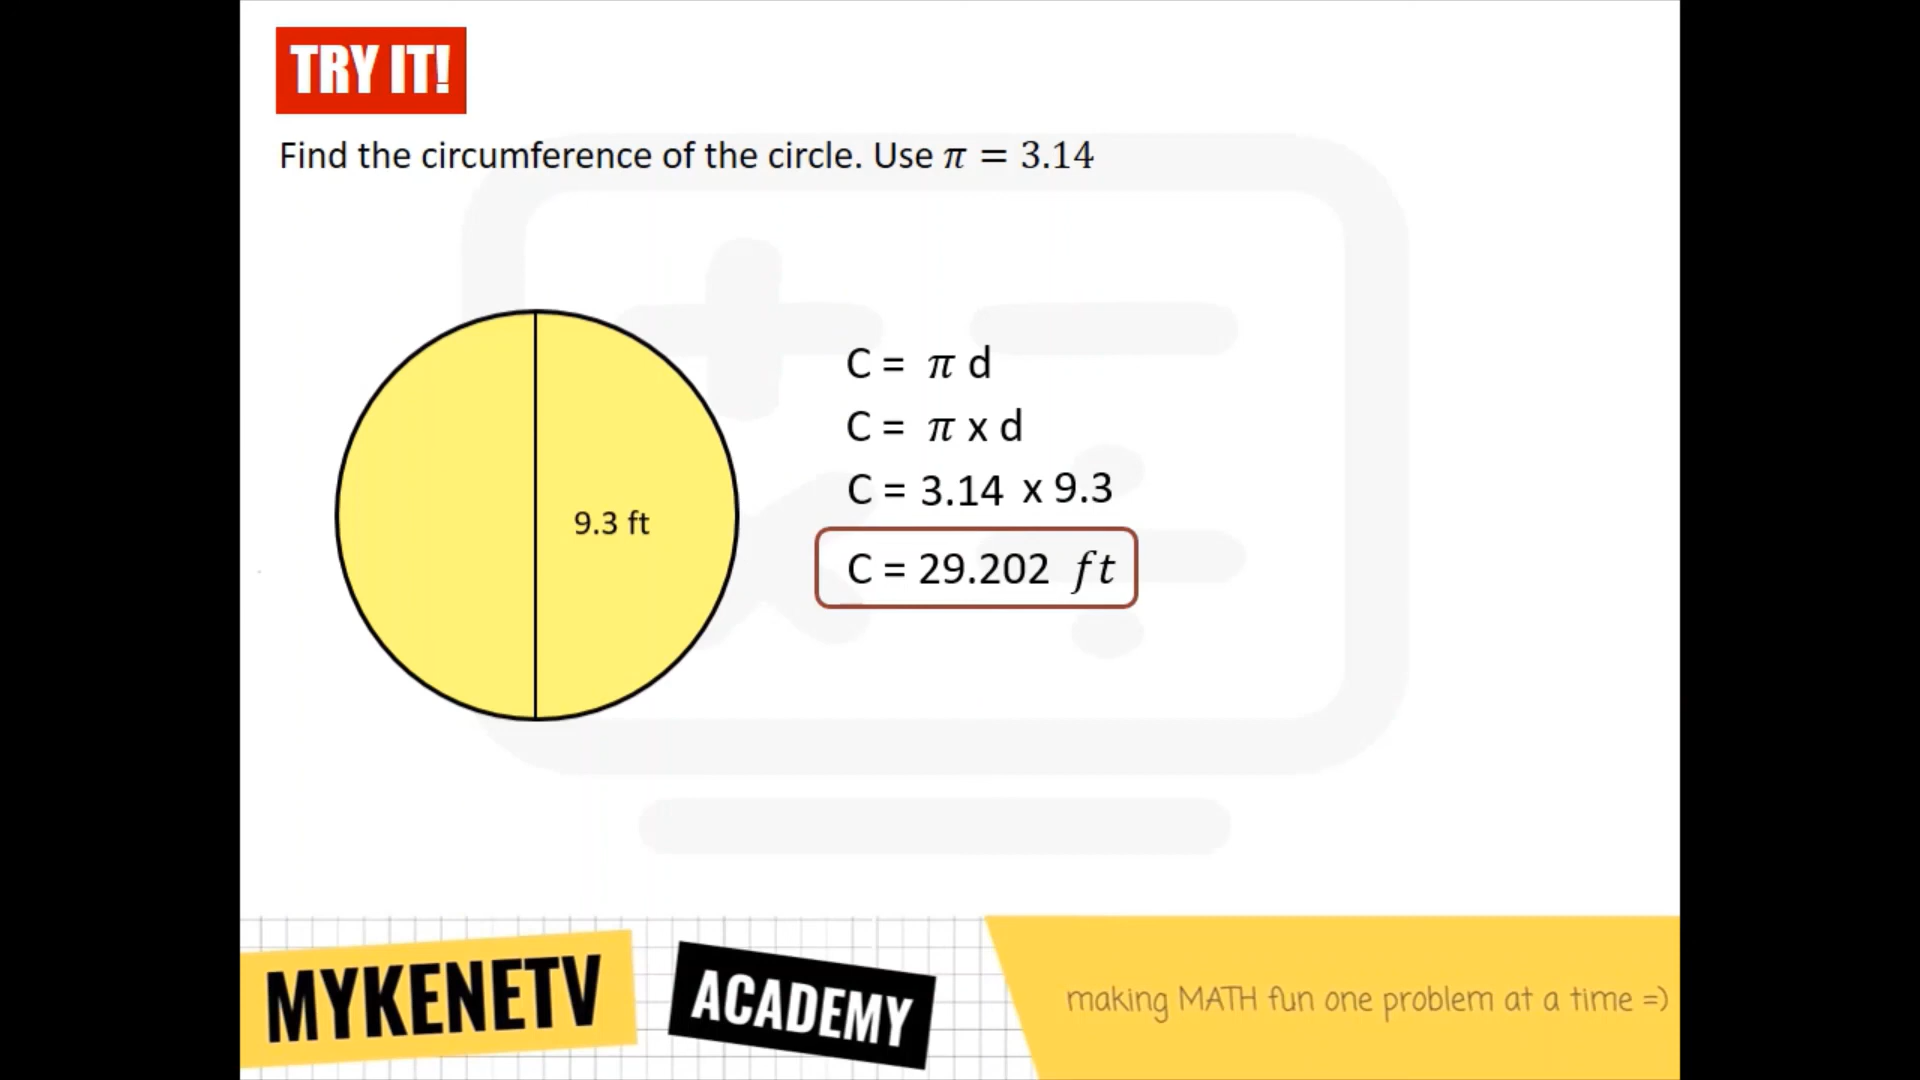 TRY IT!
Find the circumference of the circle. Use π = 3.14
9.3 ft
C = π d
C = π x d
C = 3.14 x 9.3
C = 29.202 ft
MYKENETV
ACADEMY
making MATH fun one problem at a time =)